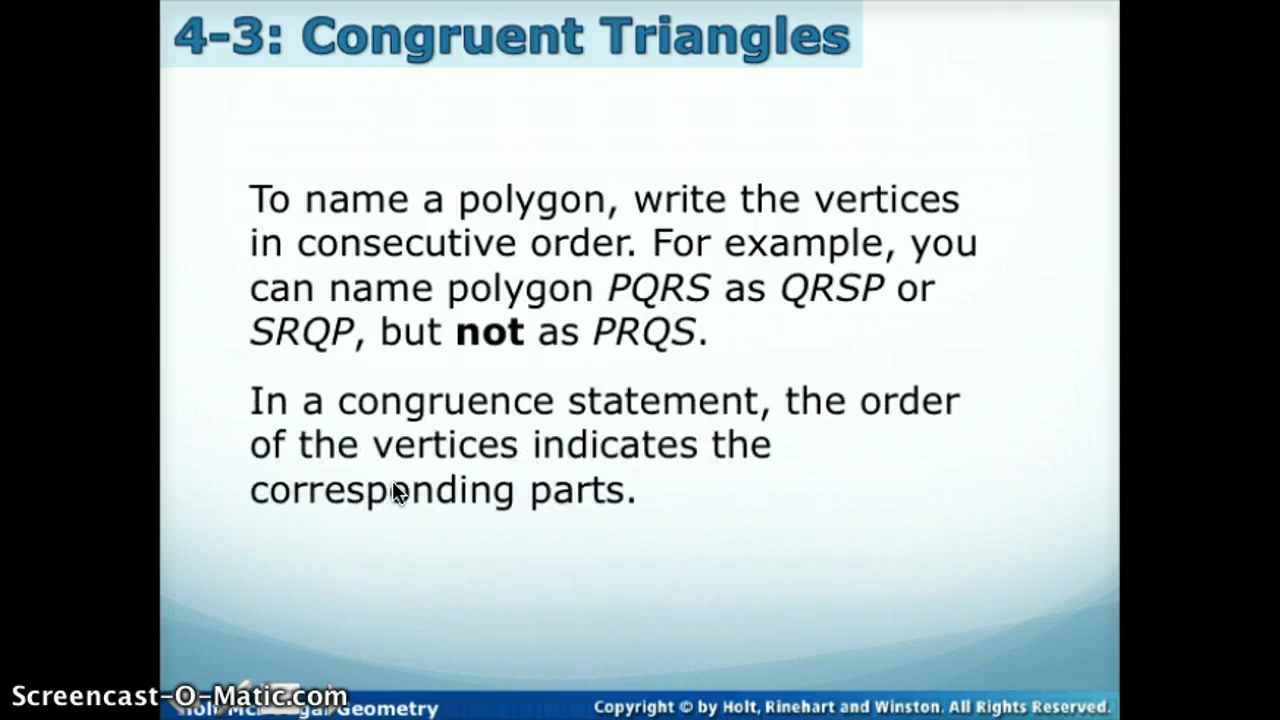 4-3: Congruent Triangles
To name a polygon, write the vertices
in consecutive order. For example, you
can name polygon PQRS as QRSP or
SRQP, but not as PRQS.
In a congruence statement, the order
of the vertices indicates the
corresponding parts.
Screencast-O-Matic.com
Geometry
Copyright © by Holt, Rinehart and Winston. All Rights Reserved.